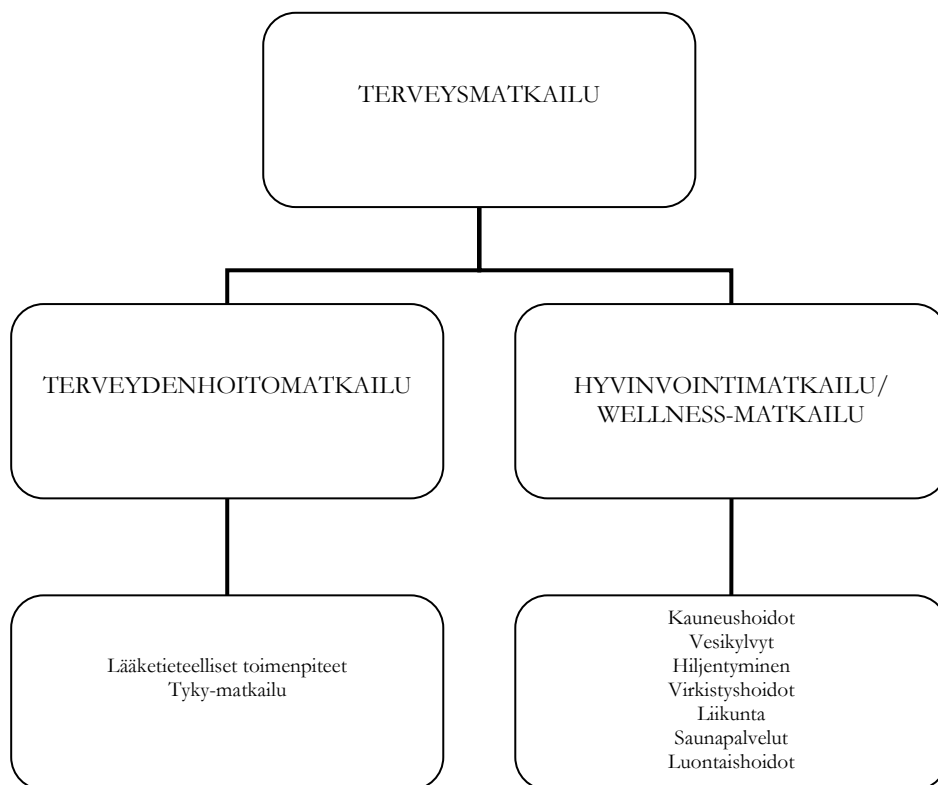 TERVEYSMATKAILU
TERVEYDENHOITOMATKAILU
HYVINVOINTIMATKAILU/
WELLNESS-MATKAILU
Lääketieteelliset toimenpiteet
Tyky-matkailu
Kauneushoidot
Vesikylvyt
Hiljentyminen
Virkistyshoidot
Liikunta
Saunapalvelut
Luontaishoidot